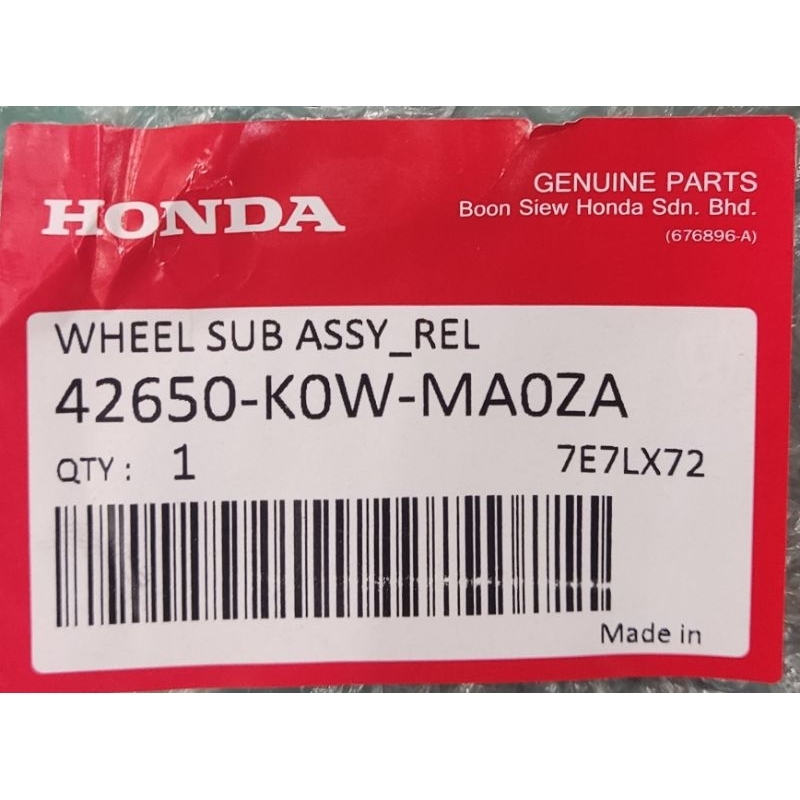 HONDA
GENUINE PARTS
Boon Siew Honda Sdn. Bhd.
(676896-A)
WHEEL SUB ASSY_REL
42650-K0W-MA0ZA
QTY : 1
7E7LX72
Made in